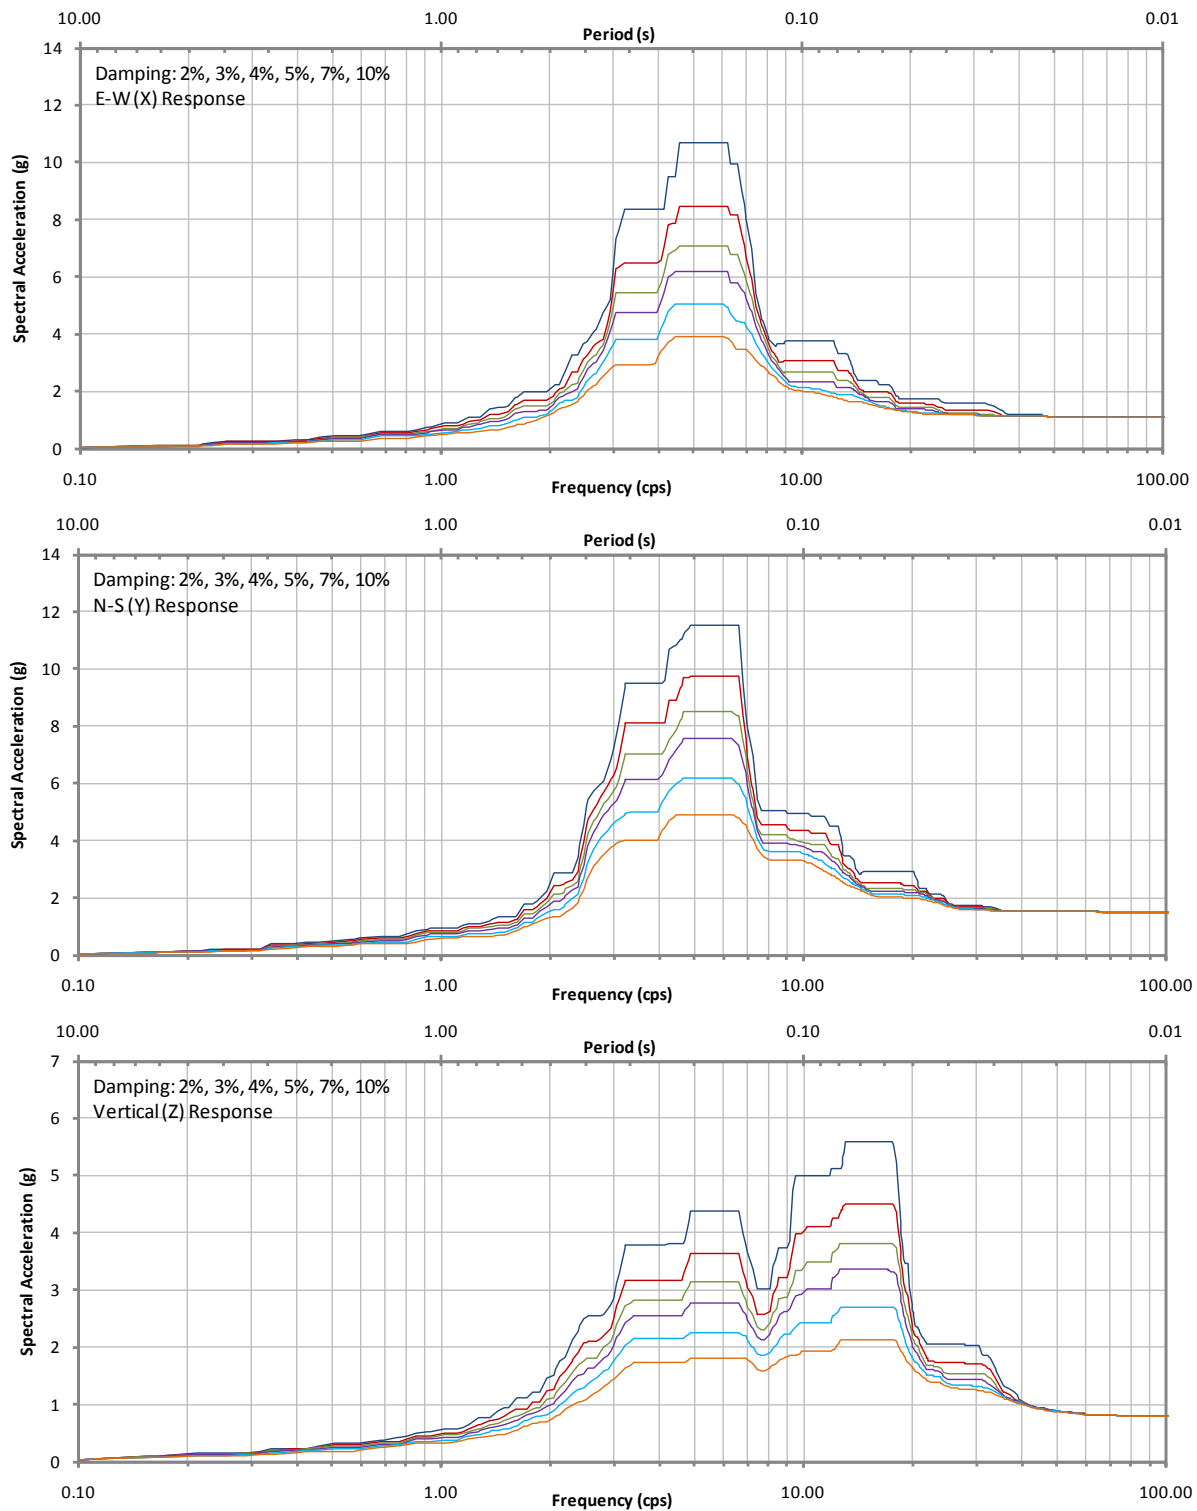 10.00 1.00 0.10 0.01
Period (s)
14
12
10
8
6
4
2
0
Spectral Acceleration (g)
Damping: 2%, 3%, 4%, 5%, 7%, 10%
E-W (X) Response
0.10 1.00 10.00 100.00
Frequency (cps)
10.00 1.00 0.10 0.01
Period (s)
14
12
10
8
6
4
2
0
Spectral Acceleration (g)
Damping: 2%, 3%, 4%, 5%, 7%, 10%
N-S (Y) Response
0.10 1.00 10.00 100.00
Frequency (cps)
10.00 1.00 0.10 0.01
Period (s)
7
6
5
4
3
2
1
0
Spectral Acceleration (g)
Damping: 2%, 3%, 4%, 5%, 7%, 10%
Vertical (Z) Response
0.10 1.00 10.00 100.00
Frequency (cps)